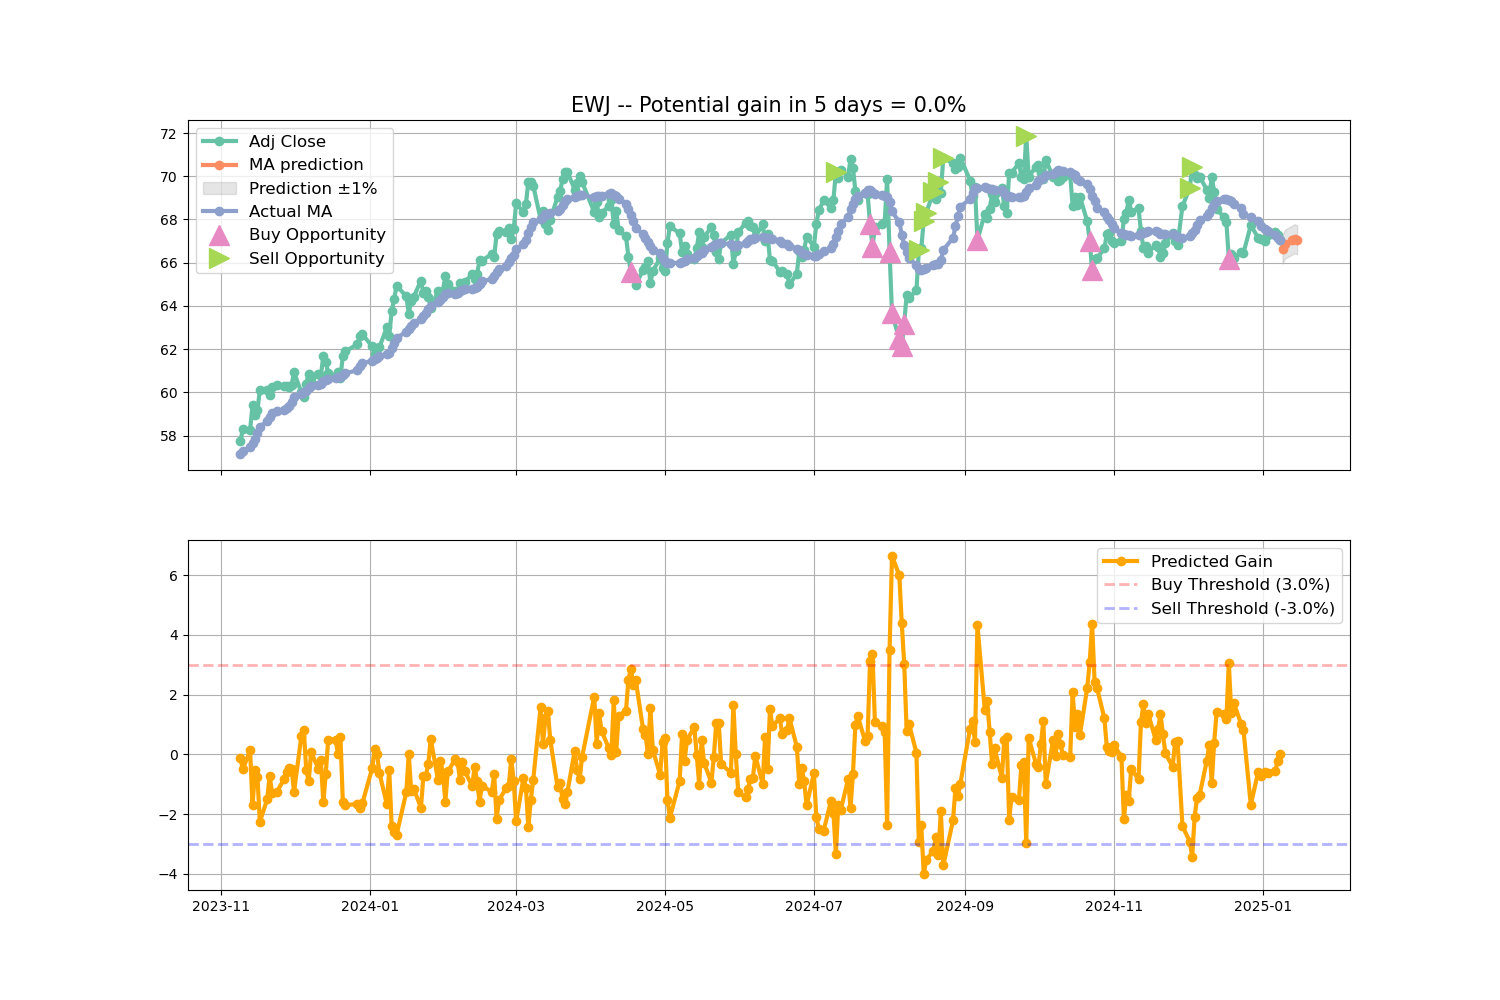 EWJ -- Potential gain in 5 days = 0.0%
72
70
68
66
64
62
60
58
Adj Close
MA prediction
Prediction ±1%
Actual MA
Buy Opportunity
Sell Opportunity
6
4
2
0
−2
−4
Predicted Gain
Buy Threshold (3.0%)
Sell Threshold (-3.0%)
2023-11
2024-01
2024-03
2024-05
2024-07
2024-09
2024-11
2025-01